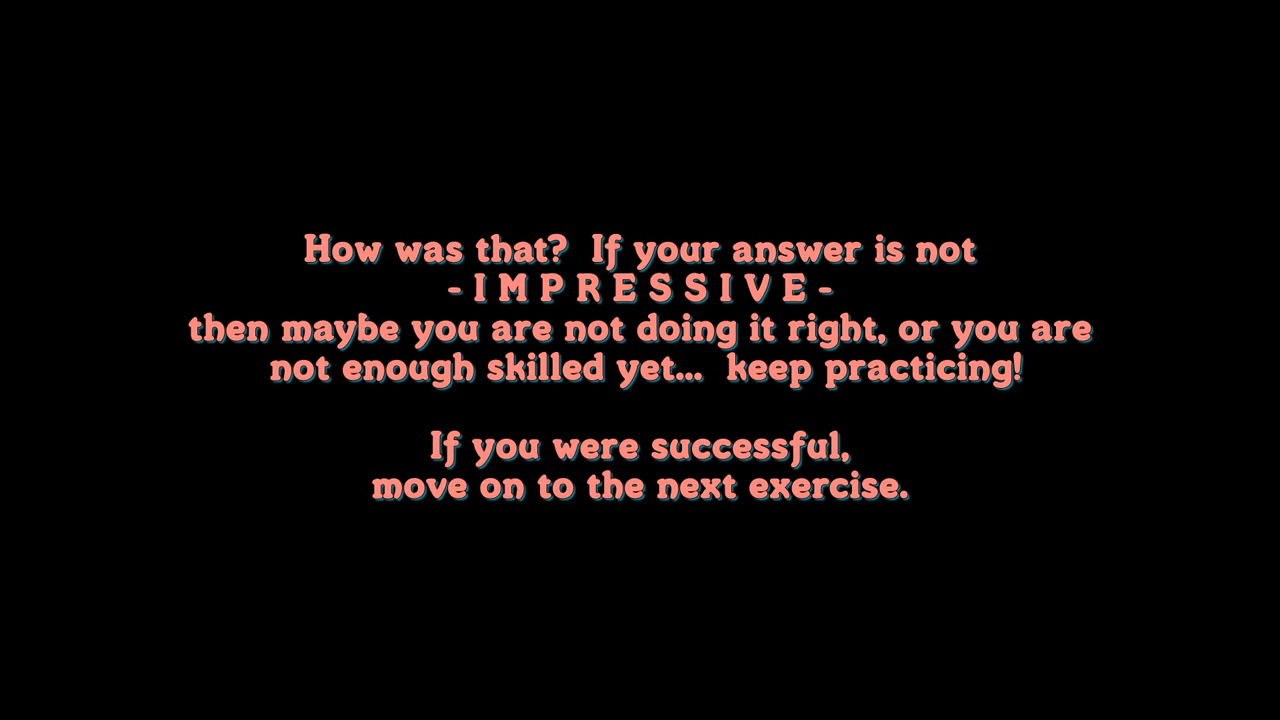 How was that?  If your answer is not
- I M P R E S S I V E -
then maybe you are not doing it right, or you are
not enough skilled yet...  keep practicing!
If you were successful,
move on to the next exercise.